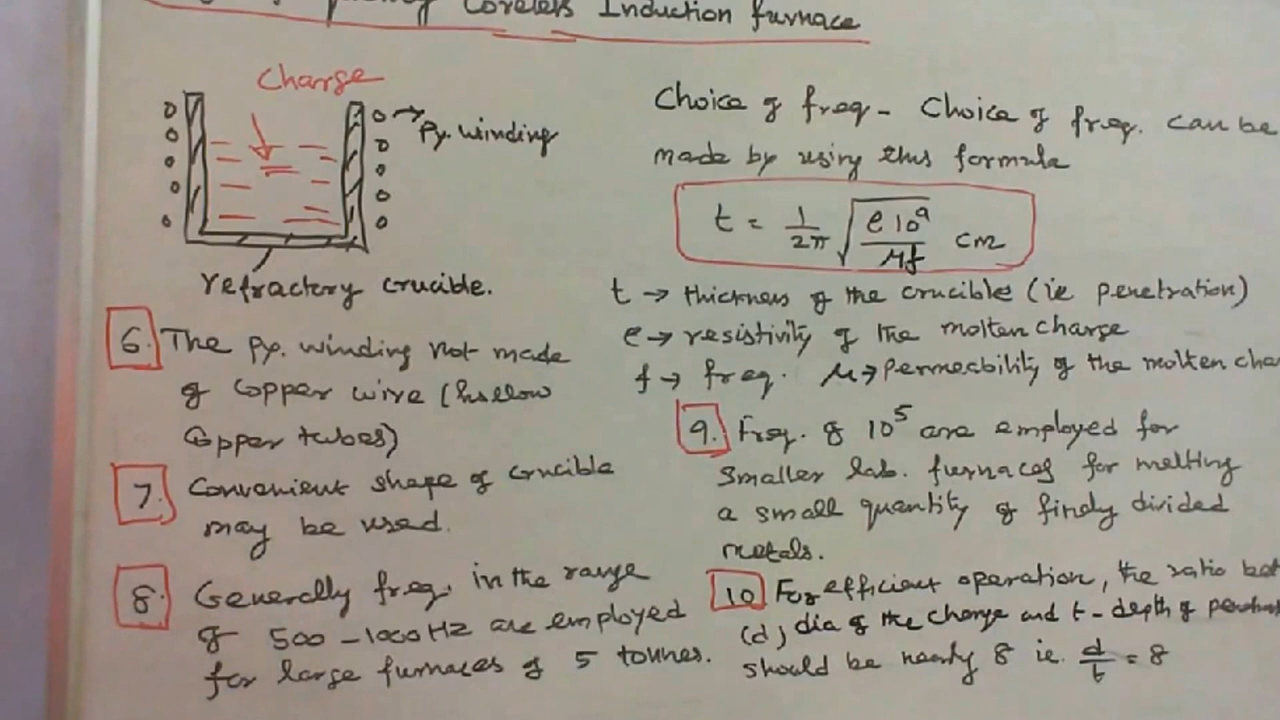 Coreless Induction furnace
Charge
Py. winding
refractory crucible.
6. The Py. winding not made
of Copper wire (hollow
Copper tubes)
7. Convenient shape of crucible
may be used.
8. Generally freq. in the range
of 500 – 1000 Hz are employed
for large furnaces of 5 tonnes.
Choice of freq – Choice of freq. can be
made by using this formula
t = 1/2π √(e 10⁹/μf) cm
t → thickness of the crucible (ie penetration)
e → resistivity of the molten charge
f → freq. μ → permeability of the molten cha
9. Freq. of 10⁵ are employed for
smaller lab. furnaces for melting
a small quantity of finely divided
metals.
10 For efficient operation, the ratio bet
(d) dia of the charge and t - depth of penetrat
should be nearly 8 ie. d/t = 8